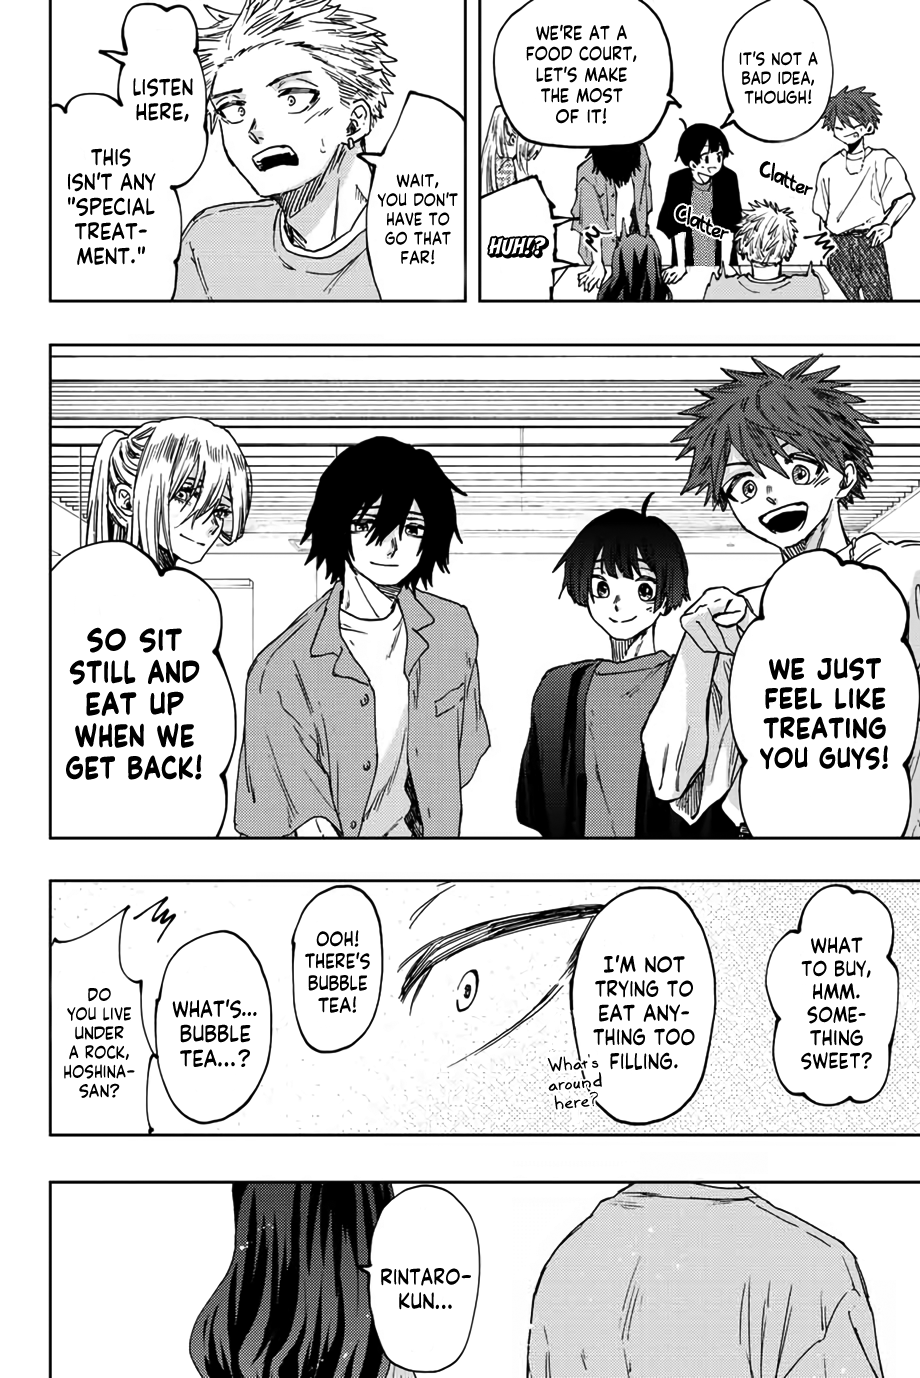 IT'S NOT A
BAD IDEA,
THOUGH!
WE'RE AT A
FOOD COURT,
LET'S MAKE
THE MOST
OF IT!
Clatter
Clatter
HUH!?
WAIT,
YOU DON'T
HAVE TO
GO THAT
FAR!
LISTEN
HERE,
THIS
ISN'T ANY
"SPECIAL
TREAT-
MENT."
WE JUST
FEEL LIKE
TREATING
YOU GUYS!
SO SIT
STILL AND
EAT UP
WHEN WE
GET BACK!
WHAT
TO BUY,
HMM.
SOME-
THING
SWEET?
I'M NOT
TRYING TO
EAT ANY-
THING TOO
FILLING.
What's
around
here?
OOH!
THERE'S
BUBBLE
TEA!
WHAT'S...
BUBBLE
TEA...?
DO
YOU LIVE
UNDER
A ROCK,
HOSHINA-
SAN?
RINTARO-
KUN...